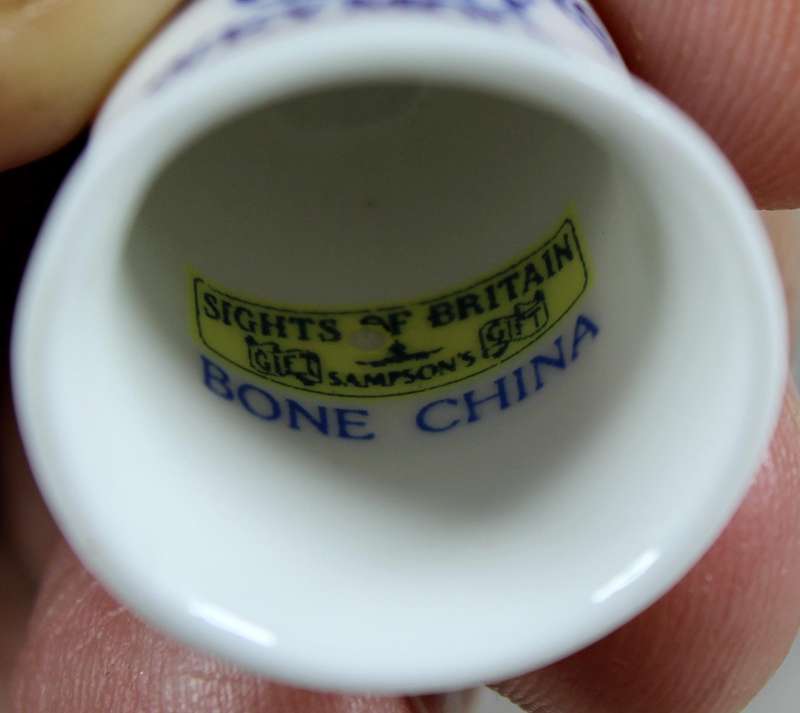 SIGHTS OF BRITAIN
GIFT SAMPSON'S GIFT
BONE CHINA